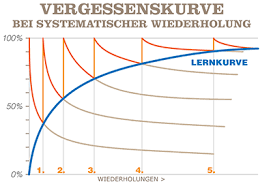 VERGESSENSKURVE
BEI SYSTEMATISCHER WIEDERHOLUNG
100%
LERNKURVE
50%
0%
1. 2. 3. 4. 5.
WIEDERHOLUNGEN >